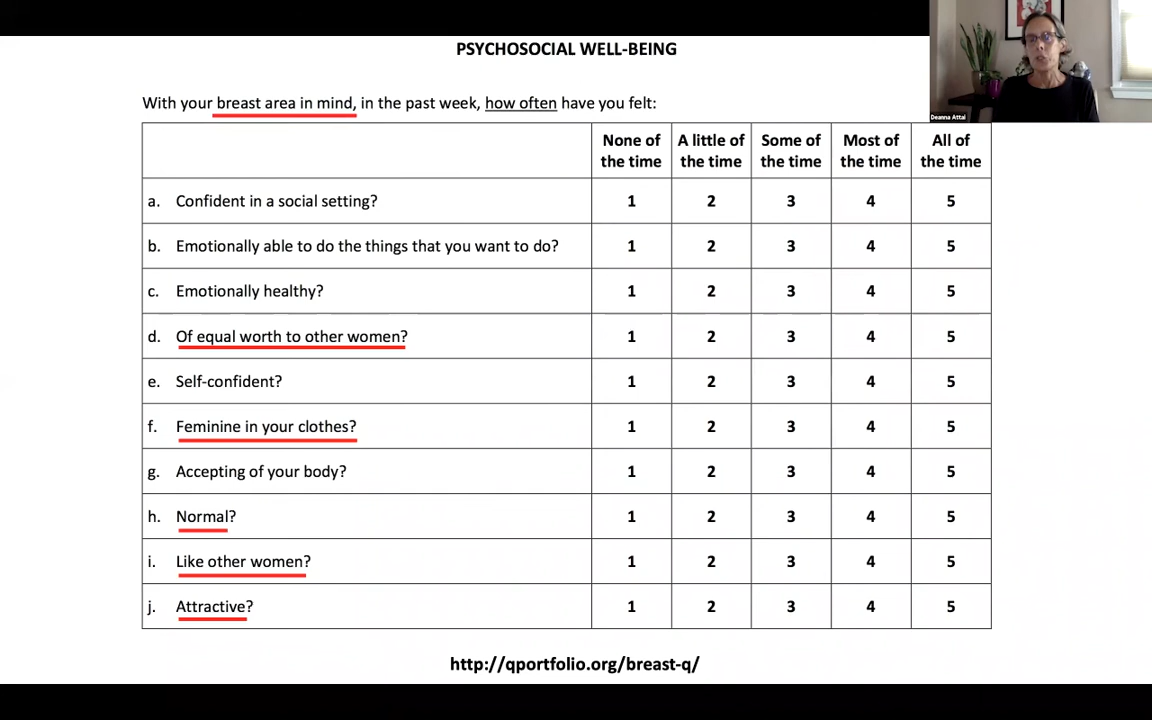 PSYCHOSOCIAL WELL-BEING
Deanna Attai
With your breast area in mind, in the past week, how often have you felt:
None of the time A little of the time Some of the time Most of the time All of the time
a. Confident in a social setting? 1 2 3 4 5
b. Emotionally able to do the things that you want to do? 1 2 3 4 5
c. Emotionally healthy? 1 2 3 4 5
d. Of equal worth to other women? 1 2 3 4 5
e. Self-confident? 1 2 3 4 5
f. Feminine in your clothes? 1 2 3 4 5
g. Accepting of your body? 1 2 3 4 5
h. Normal? 1 2 3 4 5
i. Like other women? 1 2 3 4 5
j. Attractive? 1 2 3 4 5
http://qportfolio.org/breast-q/